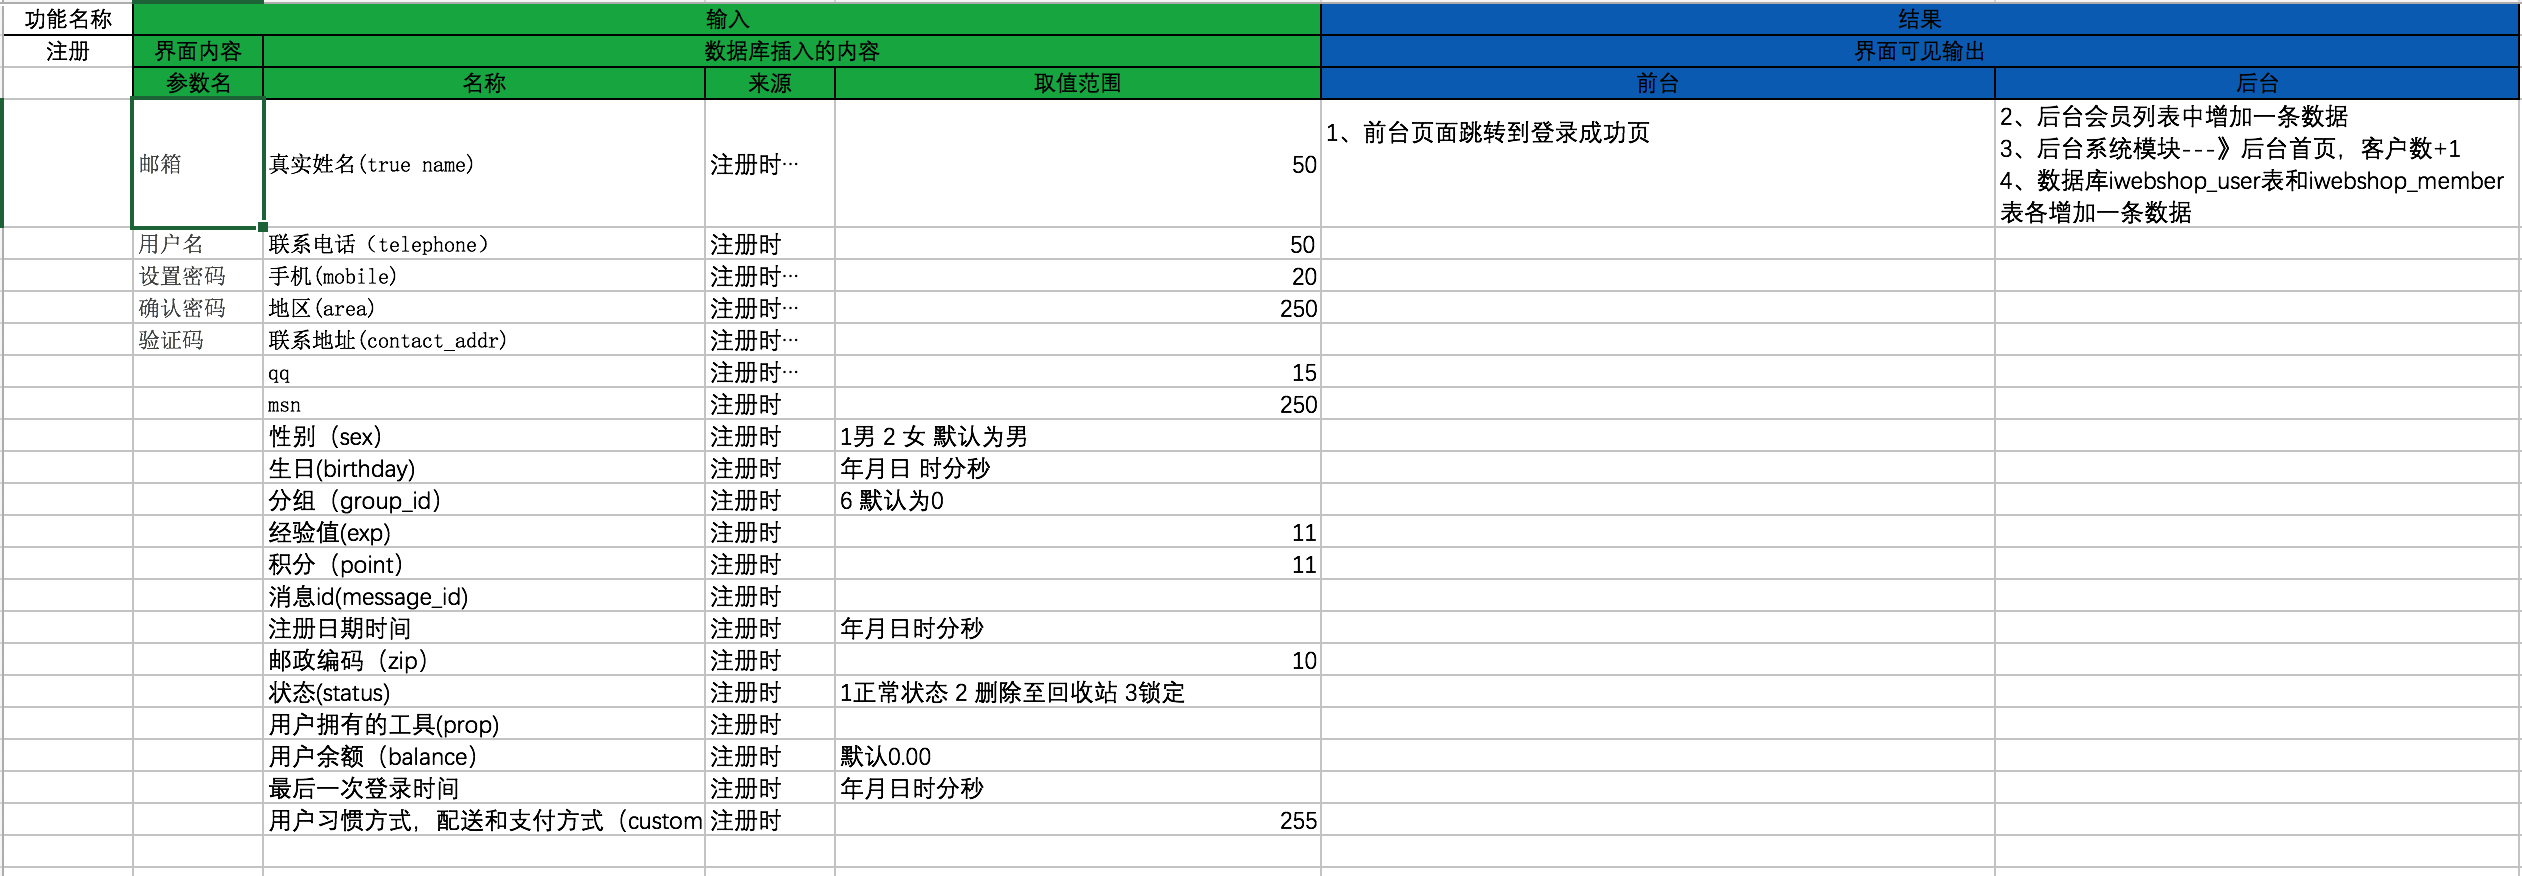 功能名称 输入 结果
注册 界面内容 数据库插入的内容 界面可见输出
参数名 名称 来源 取值范围 前台 后台
邮箱 真实姓名(true name) 注册时… 50 1、前台页面跳转到登录成功页
2、后台会员列表中增加一条数据
3、后台系统模块---》后台首页，客户数+1
4、数据库iwebshop_user表和iwebshop_member
表各增加一条数据
用户名 联系电话（telephone） 注册时 50
设置密码 手机(mobile) 注册时… 20
确认密码 地区(area) 注册时… 250
验证码 联系地址(contact_addr) 注册时…
qq 注册时… 15
msn 注册时 250
性别（sex) 注册时 1男 2 女 默认为男
生日(birthday) 注册时 年月日 时分秒
分组（group_id） 注册时 6 默认为0
经验值(exp) 注册时 11
积分（point） 注册时 11
消息id(message_id) 注册时
注册日期时间 注册时 年月日时分秒
邮政编码（zip） 注册时 10
状态(status) 注册时 1正常状态 2 删除至回收站 3锁定
用户拥有的工具(prop) 注册时
用户余额（balance） 注册时 默认0.00
最后一次登录时间 注册时 年月日时分秒
用户习惯方式，配送和支付方式（custom 注册时 255